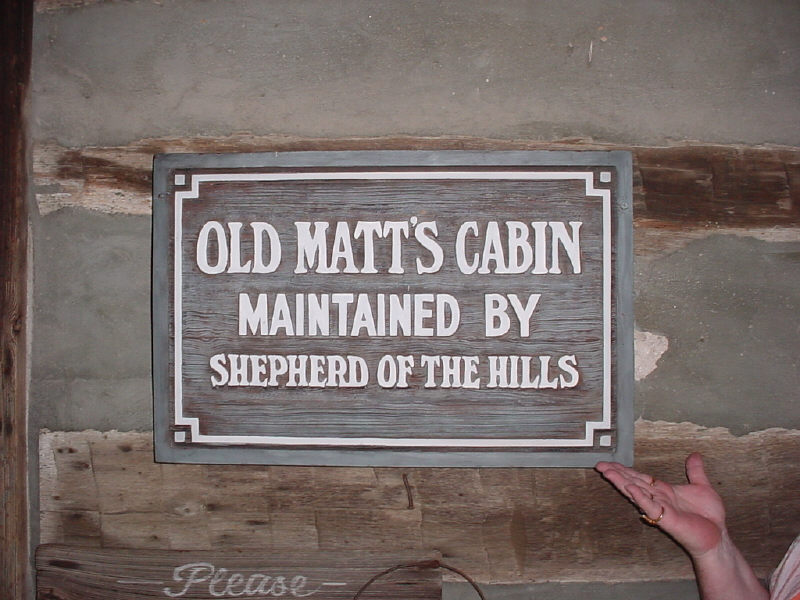 OLD MATT'S CABIN
MAINTAINED BY
SHEPHERD OF THE HILLS
Please